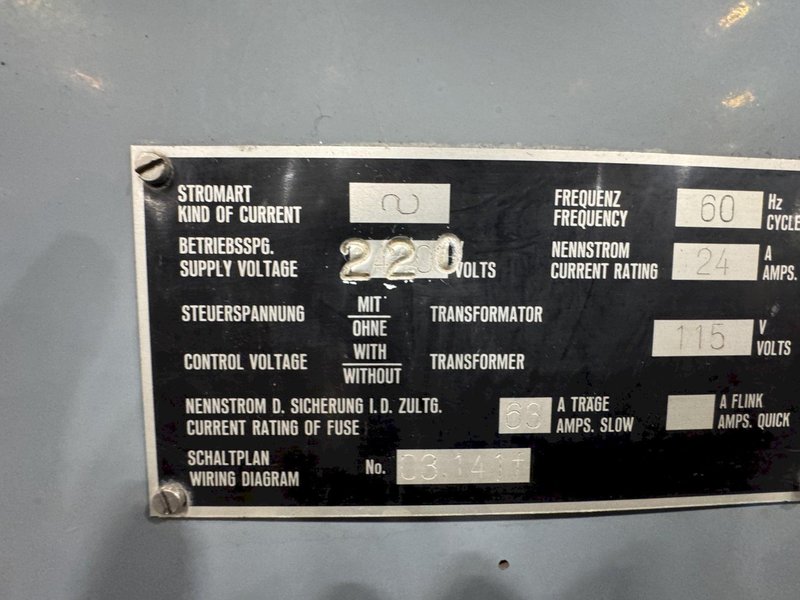 STROMART
KIND OF CURRENT
FREQUENZ
FREQUENCY
60
Hz
CYCLE
BETRIEBSSPG.
SUPPLY VOLTAGE
220
VOLTS
NENNSTROM
CURRENT RATING
24
A
AMPS.
STEUERSPANNUNG
MIT
OHNE
TRANSFORMATOR
CONTROL VOLTAGE
WITH
WITHOUT
TRANSFORMER
115
V
VOLTS
NENNSTROM D. SICHERUNG I.D. ZULTG.
CURRENT RATING OF FUSE
63
A TRÄGE
AMPS. SLOW
A FLINK
AMPS. QUICK
SCHALTPLAN
WIRING DIAGRAM
No. 03.141f